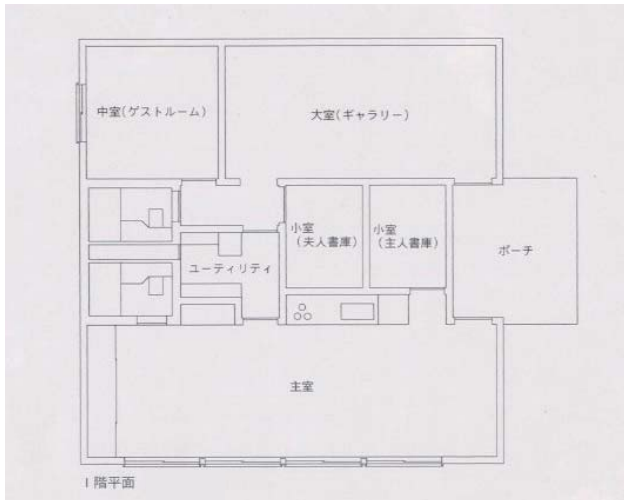 中室(ゲストルーム)
大室(ギャラリー)
小室
(夫人書庫)
小室
(主人書庫)
ポーチ
ユーティリティ
主室
1階平面